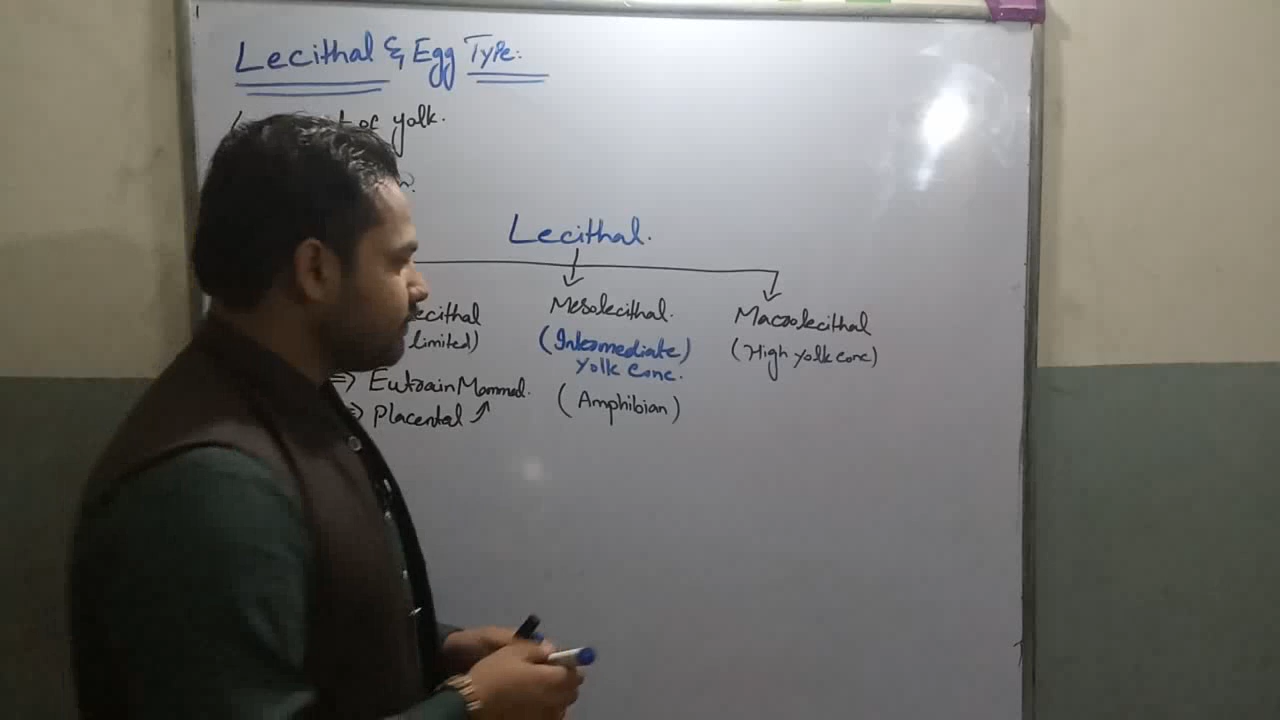 Lecithal & Egg Type:
of yolk.
Lecithal.
ecithal
limited)
⇒ EutrainMammal.
⇒ Placental
Mesolecithal.
(Intermediate)
Yolk Conc.
(Amphibian)
Macrolecithal
(High yolk conc)